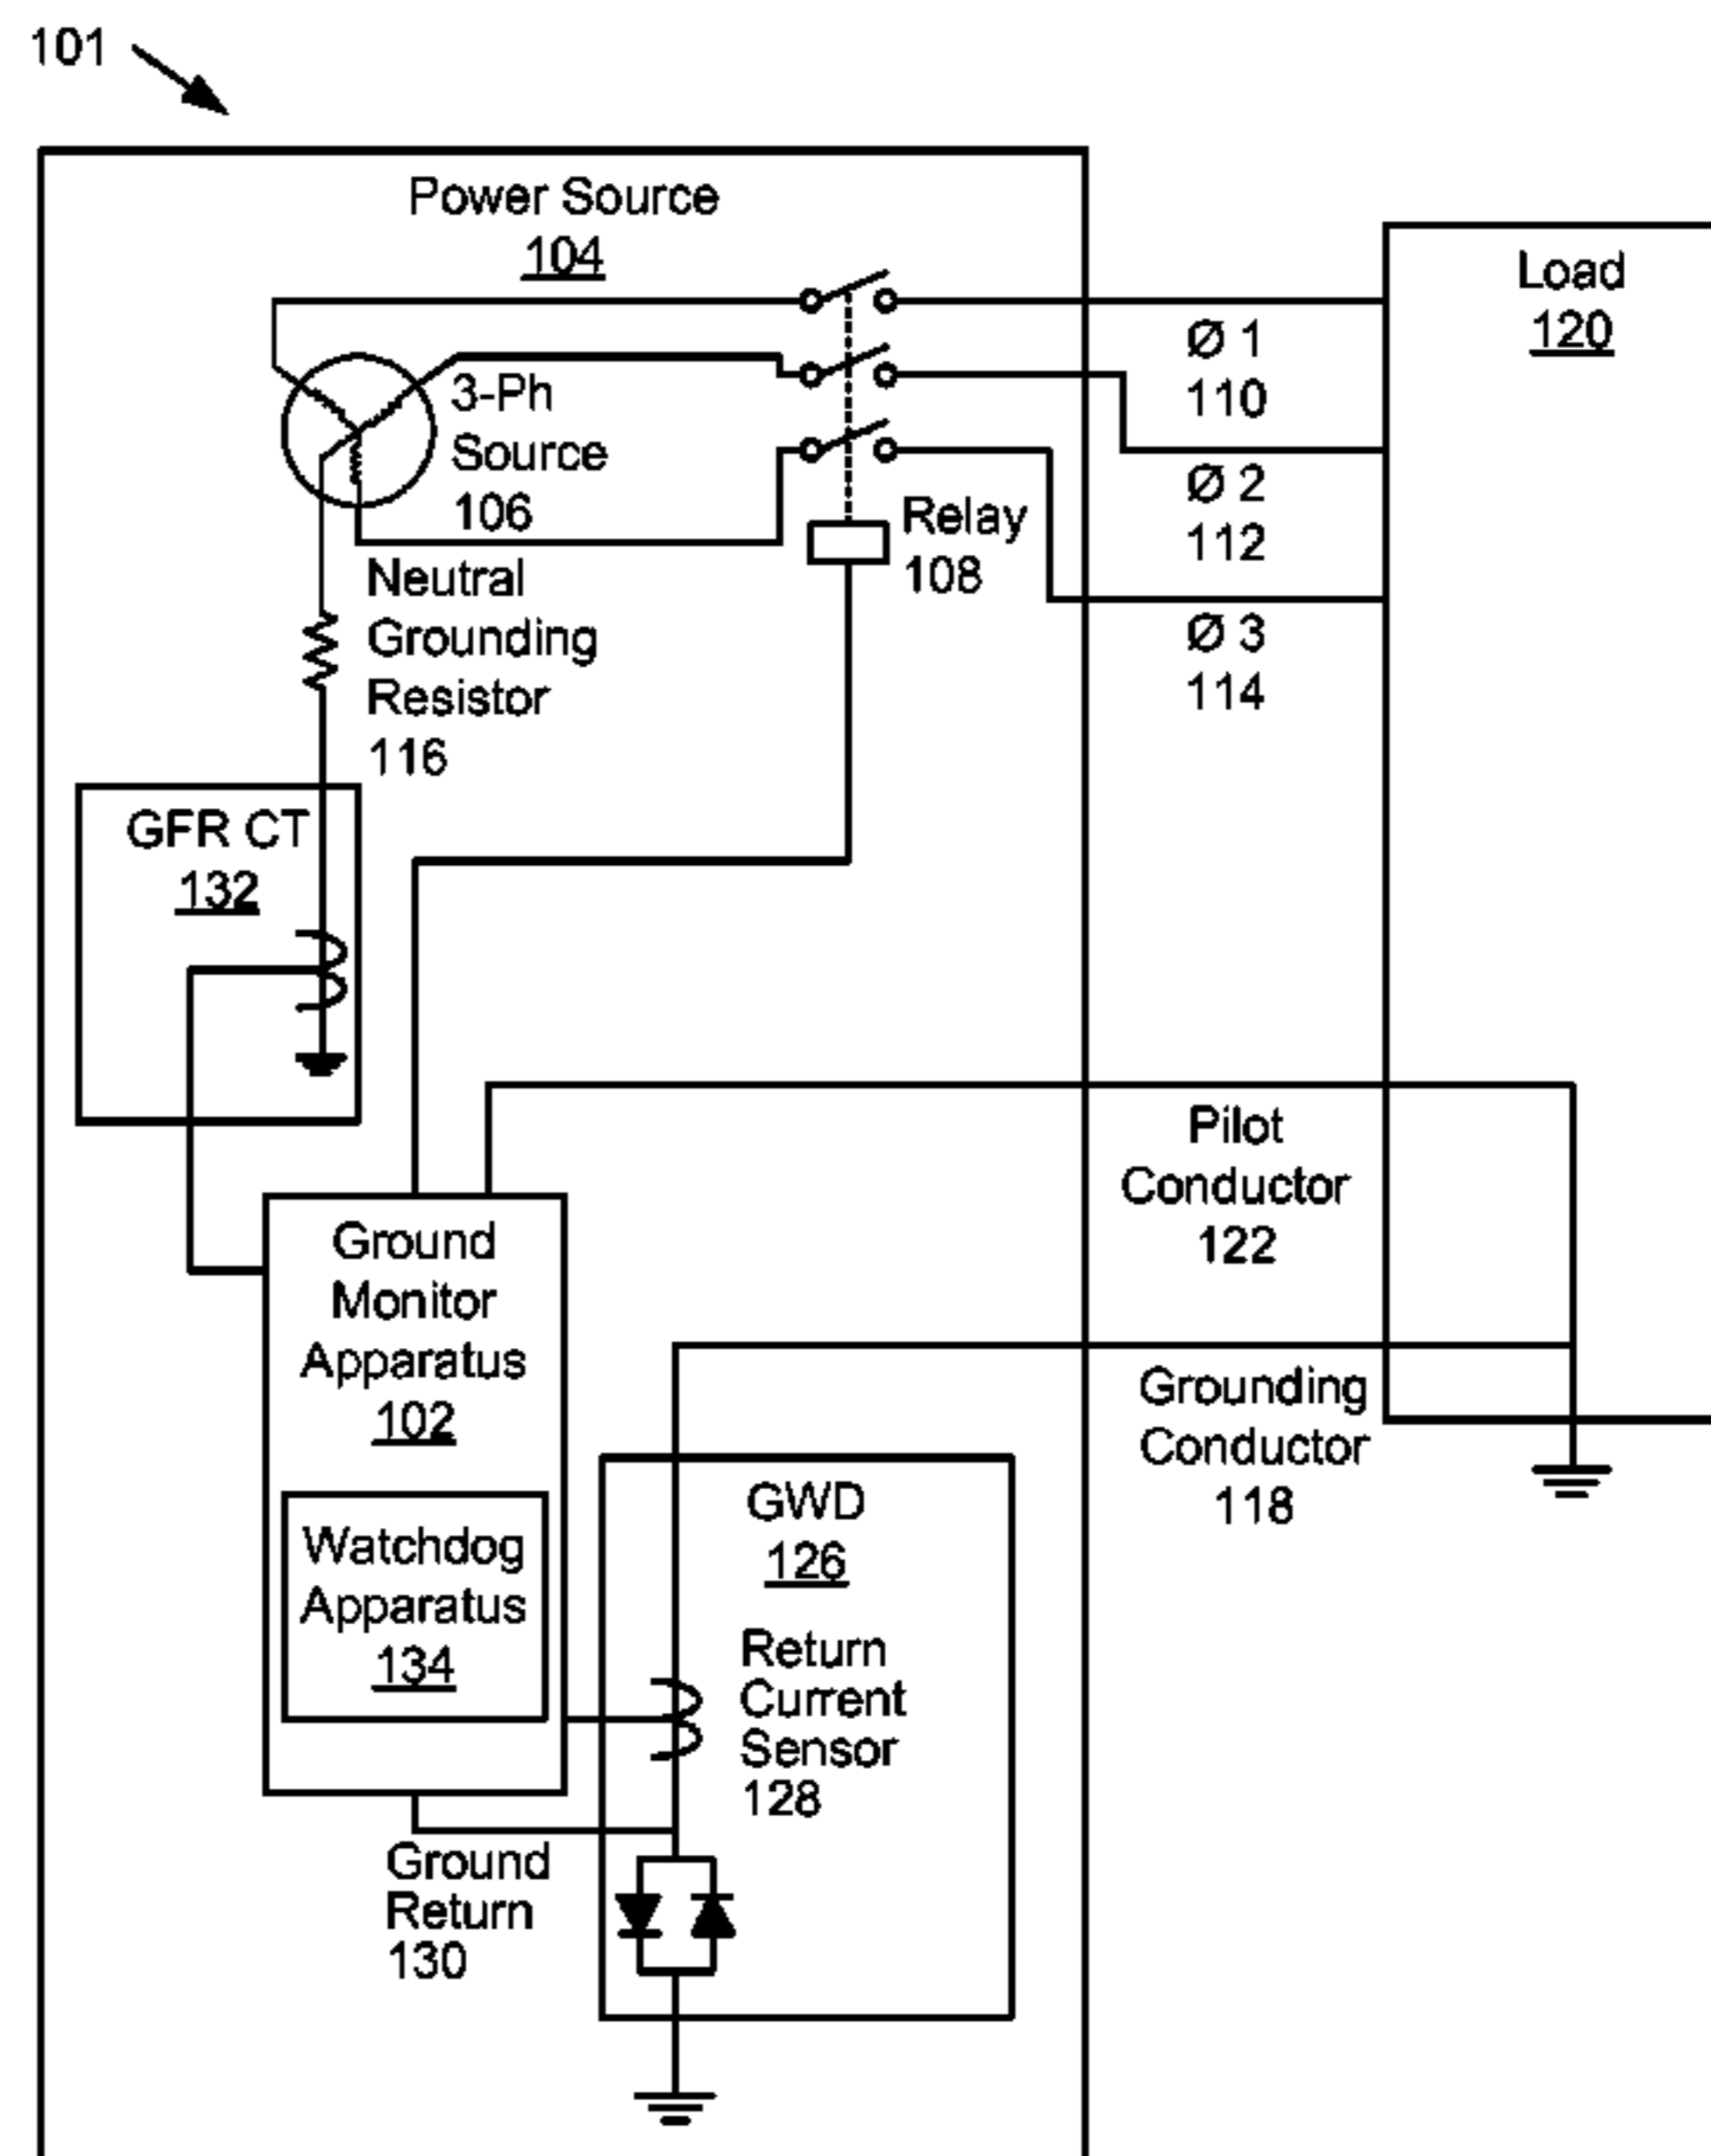 101
Power Source
104
Load
120
Ø 1
110
3-Ph
Source
106
Ø 2
112
Relay
108
Neutral
Grounding
Resistor
116
Ø 3
114
GFR CT
132
Pilot
Conductor
122
Ground
Monitor
Apparatus
102
Grounding
Conductor
118
GWD
126
Watchdog
Apparatus
134
Return
Current
Sensor
128
Ground
Return
130